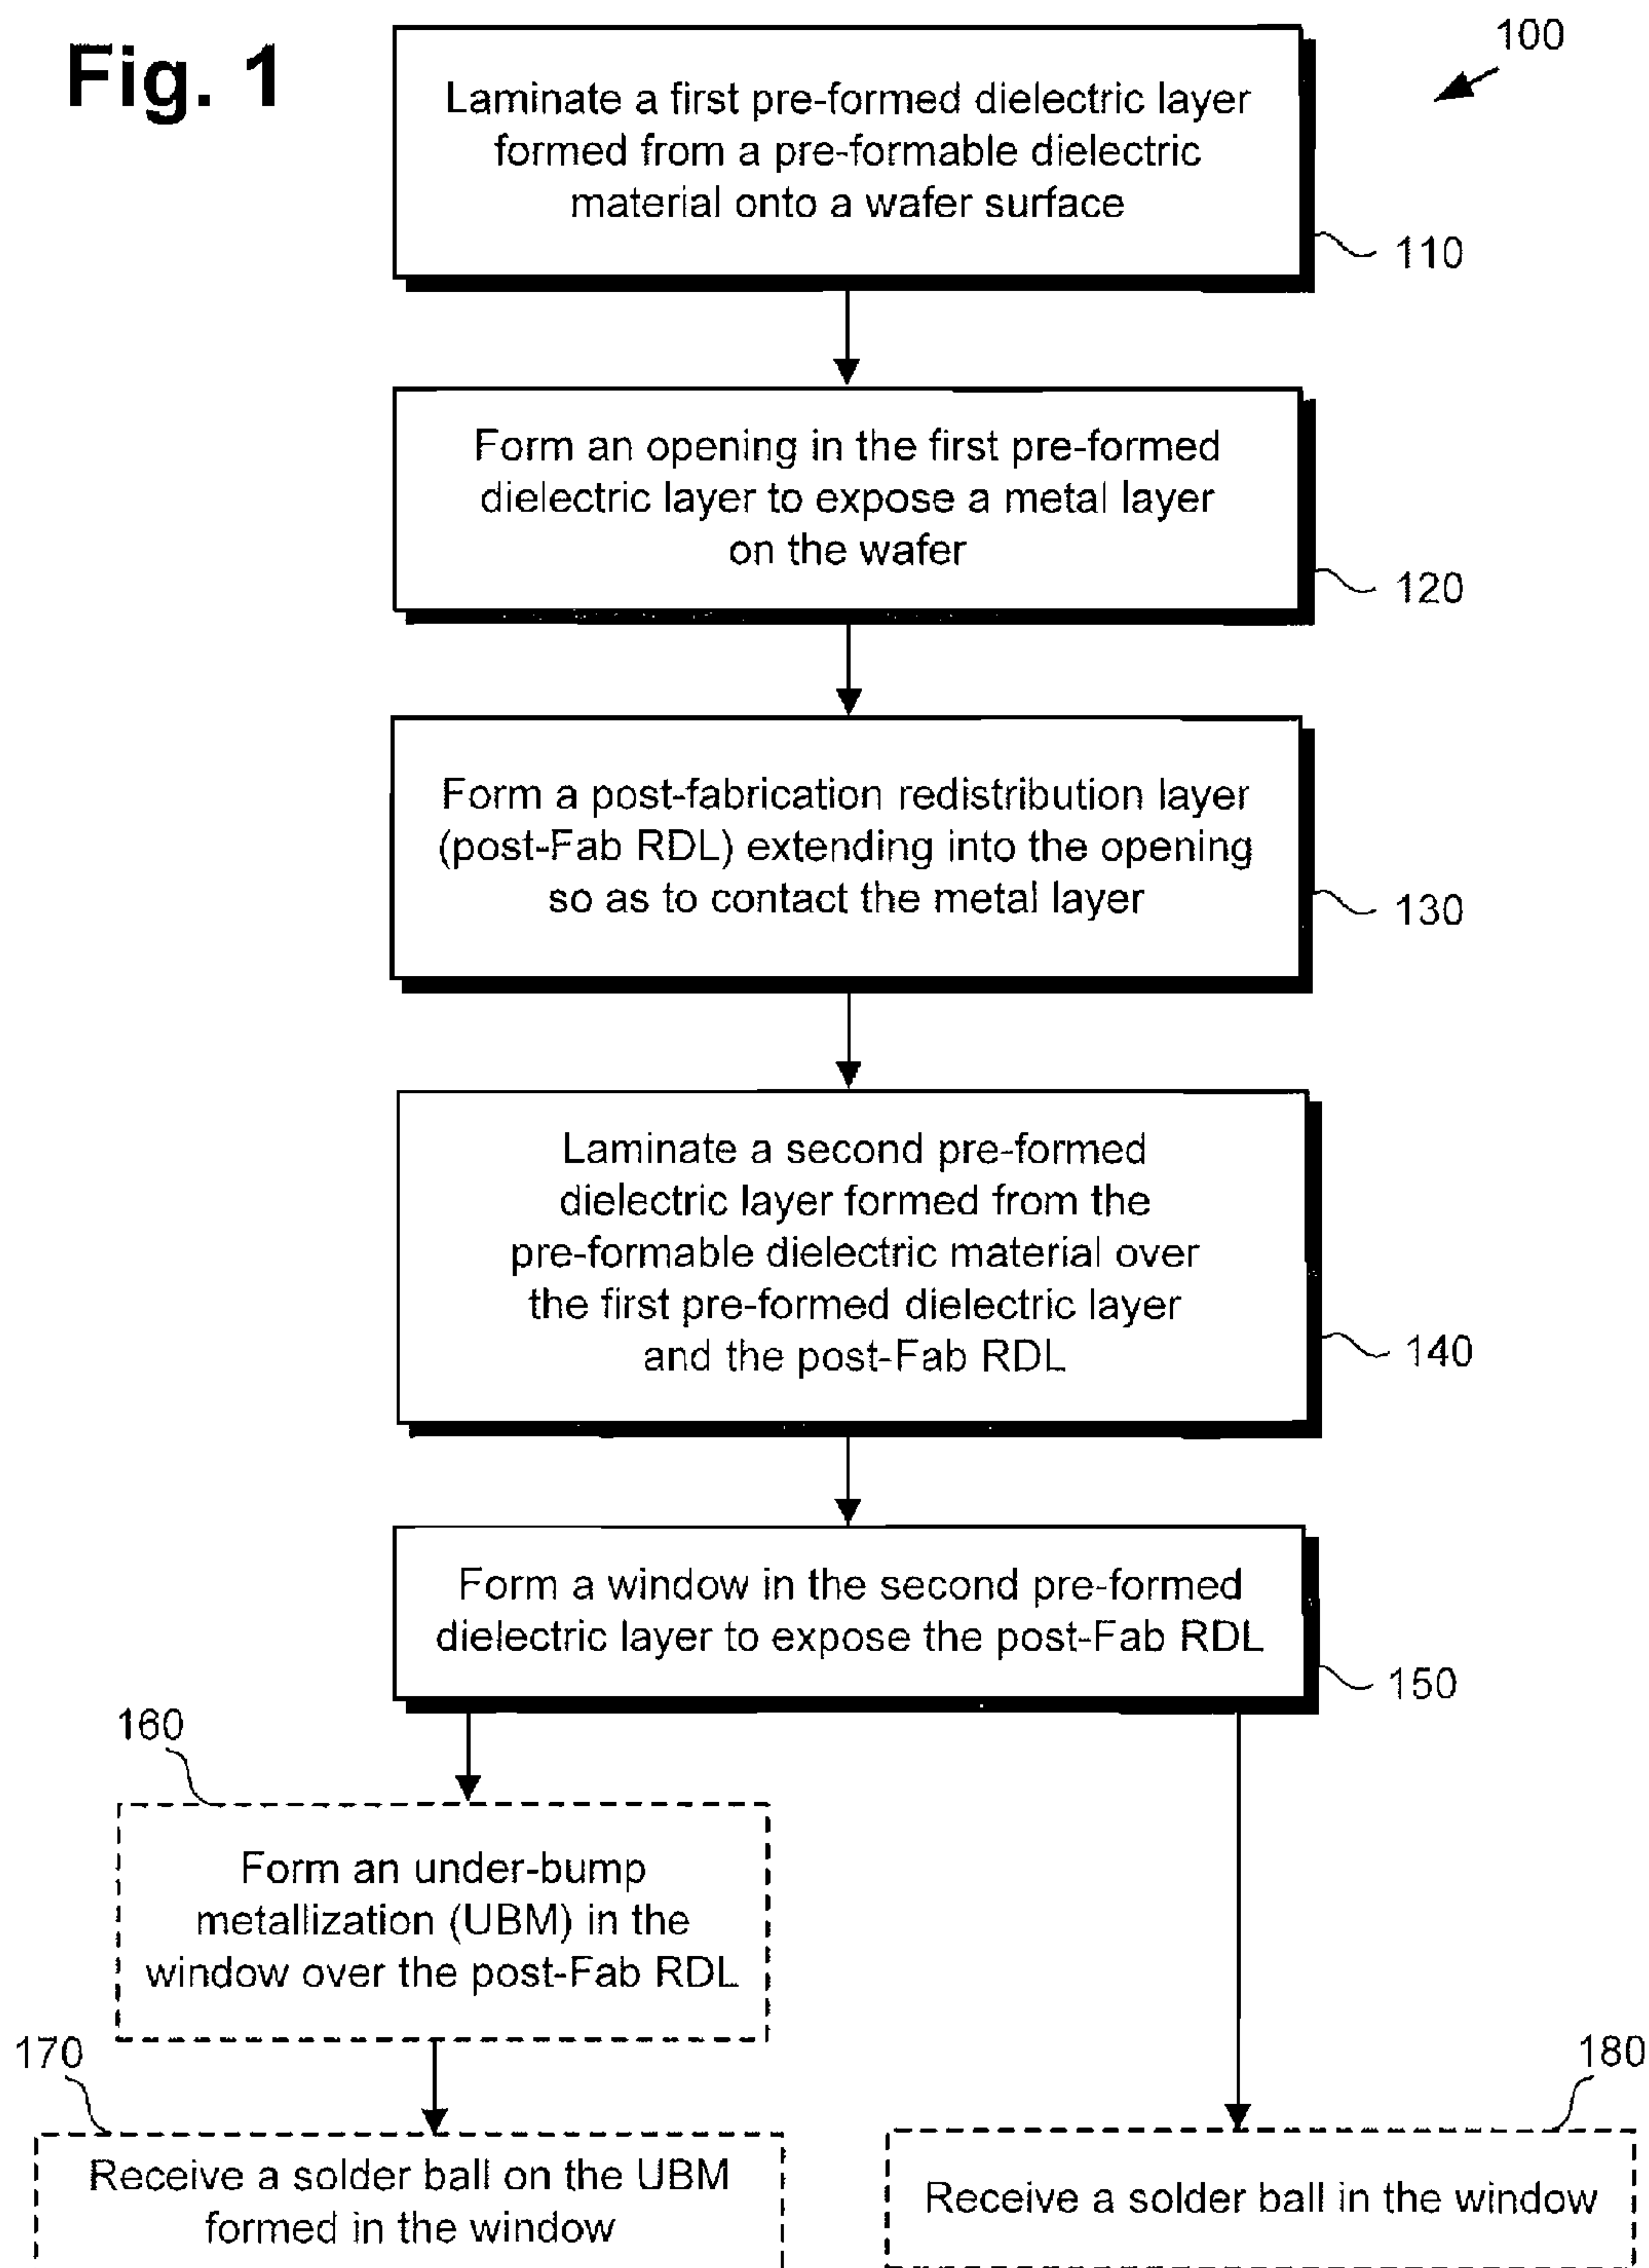 Fig. 1
100
Laminate a first pre-formed dielectric layer
formed from a pre-formable dielectric
material onto a wafer surface
110
Form an opening in the first pre-formed
dielectric layer to expose a metal layer
on the wafer
120
Form a post-fabrication redistribution layer
(post-Fab RDL) extending into the opening
so as to contact the metal layer
130
Laminate a second pre-formed
dielectric layer formed from the
pre-formable dielectric material over
the first pre-formed dielectric layer
and the post-Fab RDL
140
Form a window in the second pre-formed
dielectric layer to expose the post-Fab RDL
150
160
Form an under-bump
metallization (UBM) in the
window over the post-Fab RDL
170
Receive a solder ball on the UBM
formed in the window
180
Receive a solder ball in the window